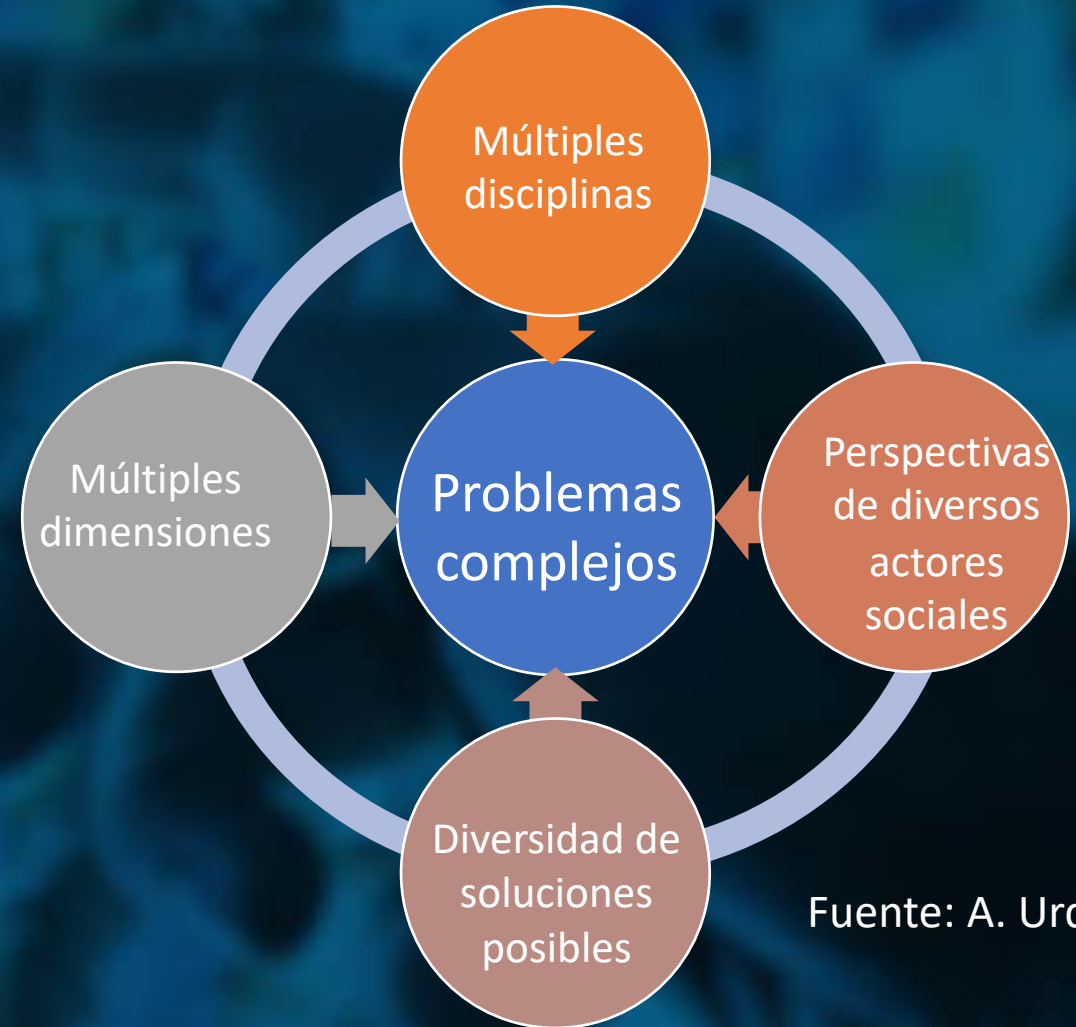 Múltiples
disciplinas
Múltiples
dimensiones
Problemas
complejos
Perspectivas
de diversos
actores
sociales
Diversidad de
soluciones
posibles
Fuente: A.